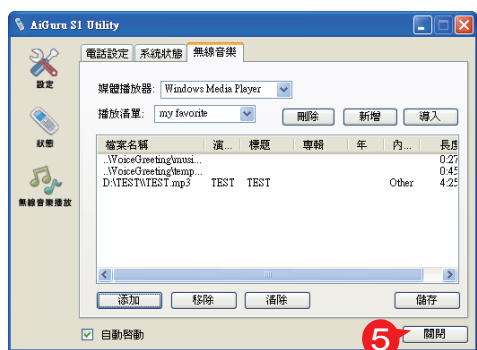 AiGuru S1 Utility
電話設定 系統狀態 無線音樂
設定
媒體播放器: Windows Media Player
播放清單: my favorite 刪除 新增 導入
狀態
檔案名稱 演... 標題 專輯 年 內... 長度
..\VoiceGreeting\musi... 0:27
..\VoiceGreeting\temp... 0:45
D:\TEST\TEST.mp3 TEST TEST Other 4:25
無線音樂播放
添加 移除 清除 儲存
自動啓動 5 關閉